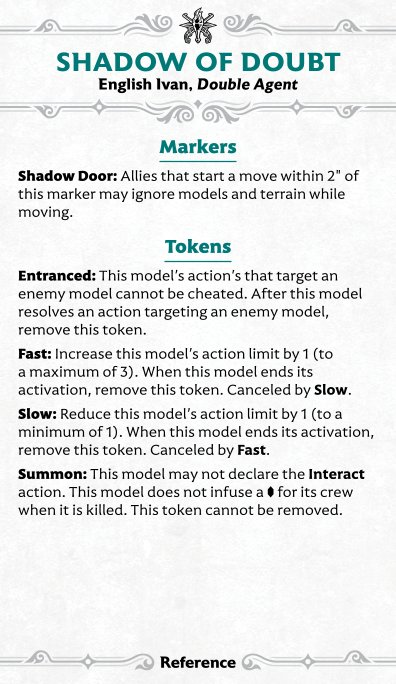 SHADOW OF DOUBT
English Ivan, Double Agent
Markers
Shadow Door: Allies that start a move within 2" of
this marker may ignore models and terrain while
moving.
Tokens
Entranced: This model's action's that target an
enemy model cannot be cheated. After this model
resolves an action targeting an enemy model,
remove this token.
Fast: Increase this model's action limit by 1 (to
a maximum of 3). When this model ends its
activation, remove this token. Canceled by Slow.
Slow: Reduce this model's action limit by 1 (to a
minimum of 1). When this model ends its activation,
remove this token. Canceled by Fast.
Summon: This model may not declare the Interact
action. This model does not infuse a for its crew
when it is killed. This token cannot be removed.
Reference